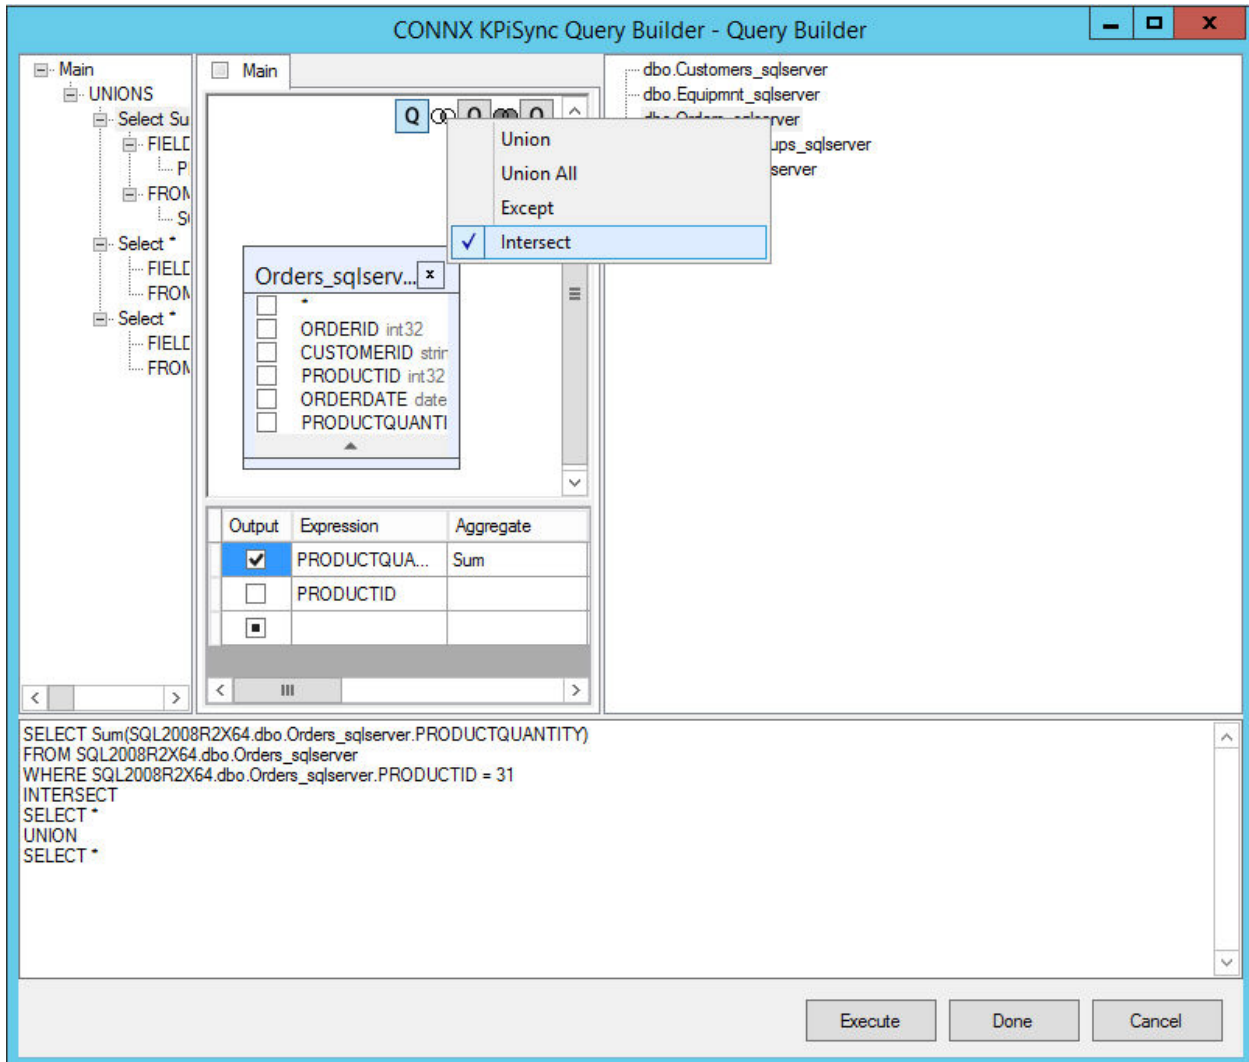 CONNX KPiSync Query Builder - Query Builder
Main
UNIONS
Select Su
FIELD
FROM
Select *
FIELD
FROM
Select *
FIELD
FROM
Main
Q Q Q
Union
Union All
Except
Intersect
Orders_sqlserv... x
*
ORDERID int32
CUSTOMERID strin
PRODUCTID int32
ORDERDATE date
PRODUCTQUANTI
Output Expression Aggregate
PRODUCTQUA... Sum
PRODUCTID
dbo.Customers_sqlserver
dbo.Equipmnt_sqlserver
dbo.Orders_sqlserver
ups_sqlserver
server
SELECT Sum(SQL2008R2X64.dbo.Orders_sqlserver.PRODUCTQUANTITY)
FROM SQL2008R2X64.dbo.Orders_sqlserver
WHERE SQL2008R2X64.dbo.Orders_sqlserver.PRODUCTID = 31
INTERSECT
SELECT *
UNION
SELECT *
Execute Done Cancel